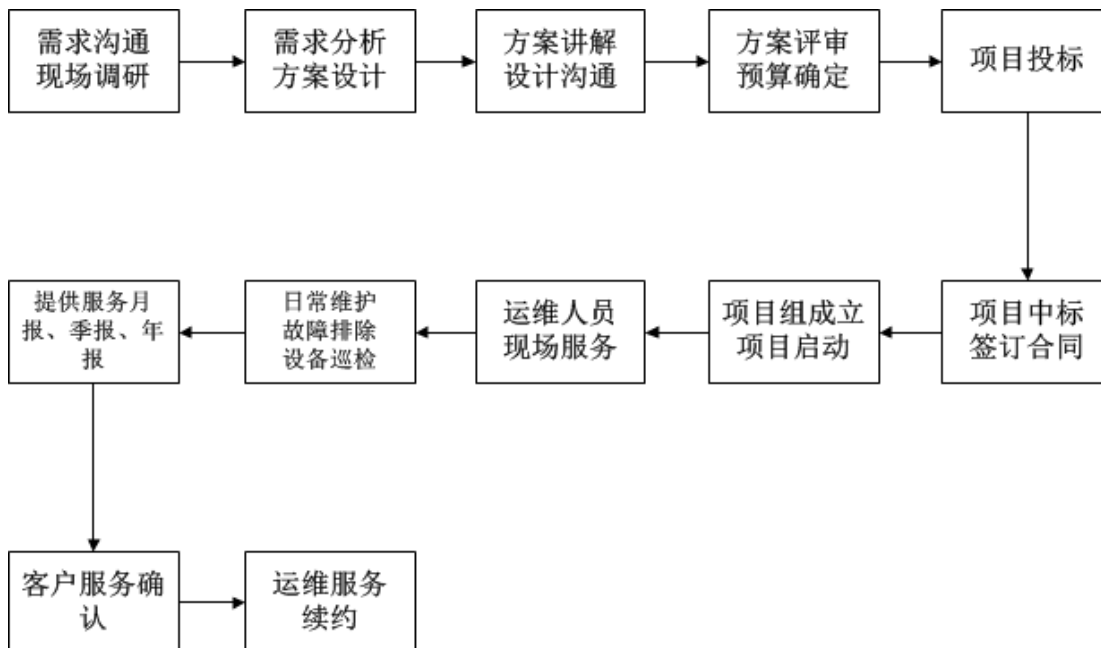 需求沟通
现场调研
需求分析
方案设计
方案讲解
设计沟通
方案评审
预算确定
项目投标
项目中标
签订合同
项目组成立
项目启动
运维人员
现场服务
日常维护
故障排除
设备巡检
提供服务月
报、季报、年
报
客户服务确
认
运维服务
续约